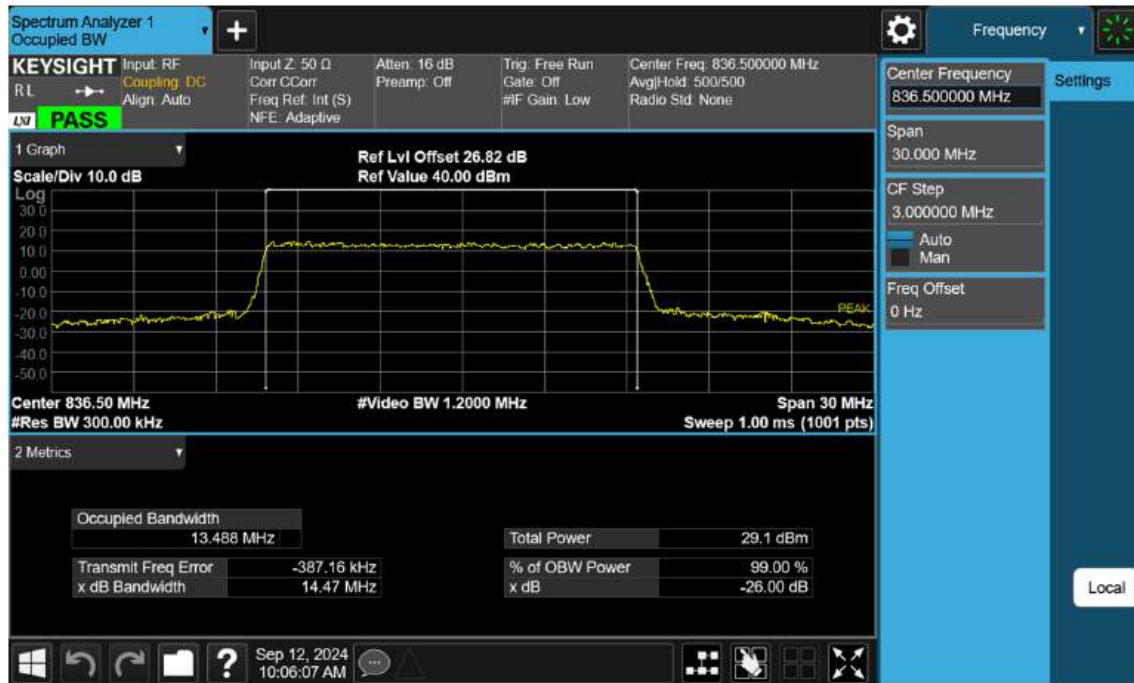 Spectrum Analyzer 1
Occupied BW
Frequency
KEYSIGHT
R L
LXI PASS
Input: RF
Coupling: DC
Align: Auto
Input Z: 50 Ω
Corr CCorr
Freq Ref: Int (S)
NFE: Adaptive
Atten: 16 dB
Preamp: Off
Trig: Free Run
Gate: Off
#IF Gain: Low
Center Freq: 836.500000 MHz
Avg|Hold: 500/500
Radio Std: None
Center Frequency
836.500000 MHz
Settings
Span
30.000 MHz
CF Step
3.000000 MHz
Auto
Man
Freq Offset
0 Hz
Local
1 Graph
Scale/Div 10.0 dB
Ref Lvl Offset 26.82 dB
Ref Value 40.00 dBm
Log
30.0
20.0
10.0
0.00
-10.0
-20.0
-30.0
-40.0
-50.0
PEAK
Center 836.50 MHz
#Video BW 1.2000 MHz
Span 30 MHz
#Res BW 300.00 kHz
Sweep 1.00 ms (1001 pts)
2 Metrics
Occupied Bandwidth
13.488 MHz
Total Power 29.1 dBm
Transmit Freq Error -387.16 kHz
% of OBW Power 99.00 %
x dB Bandwidth 14.47 MHz
x dB -26.00 dB
?
Sep 12, 2024
10:06:07 AM